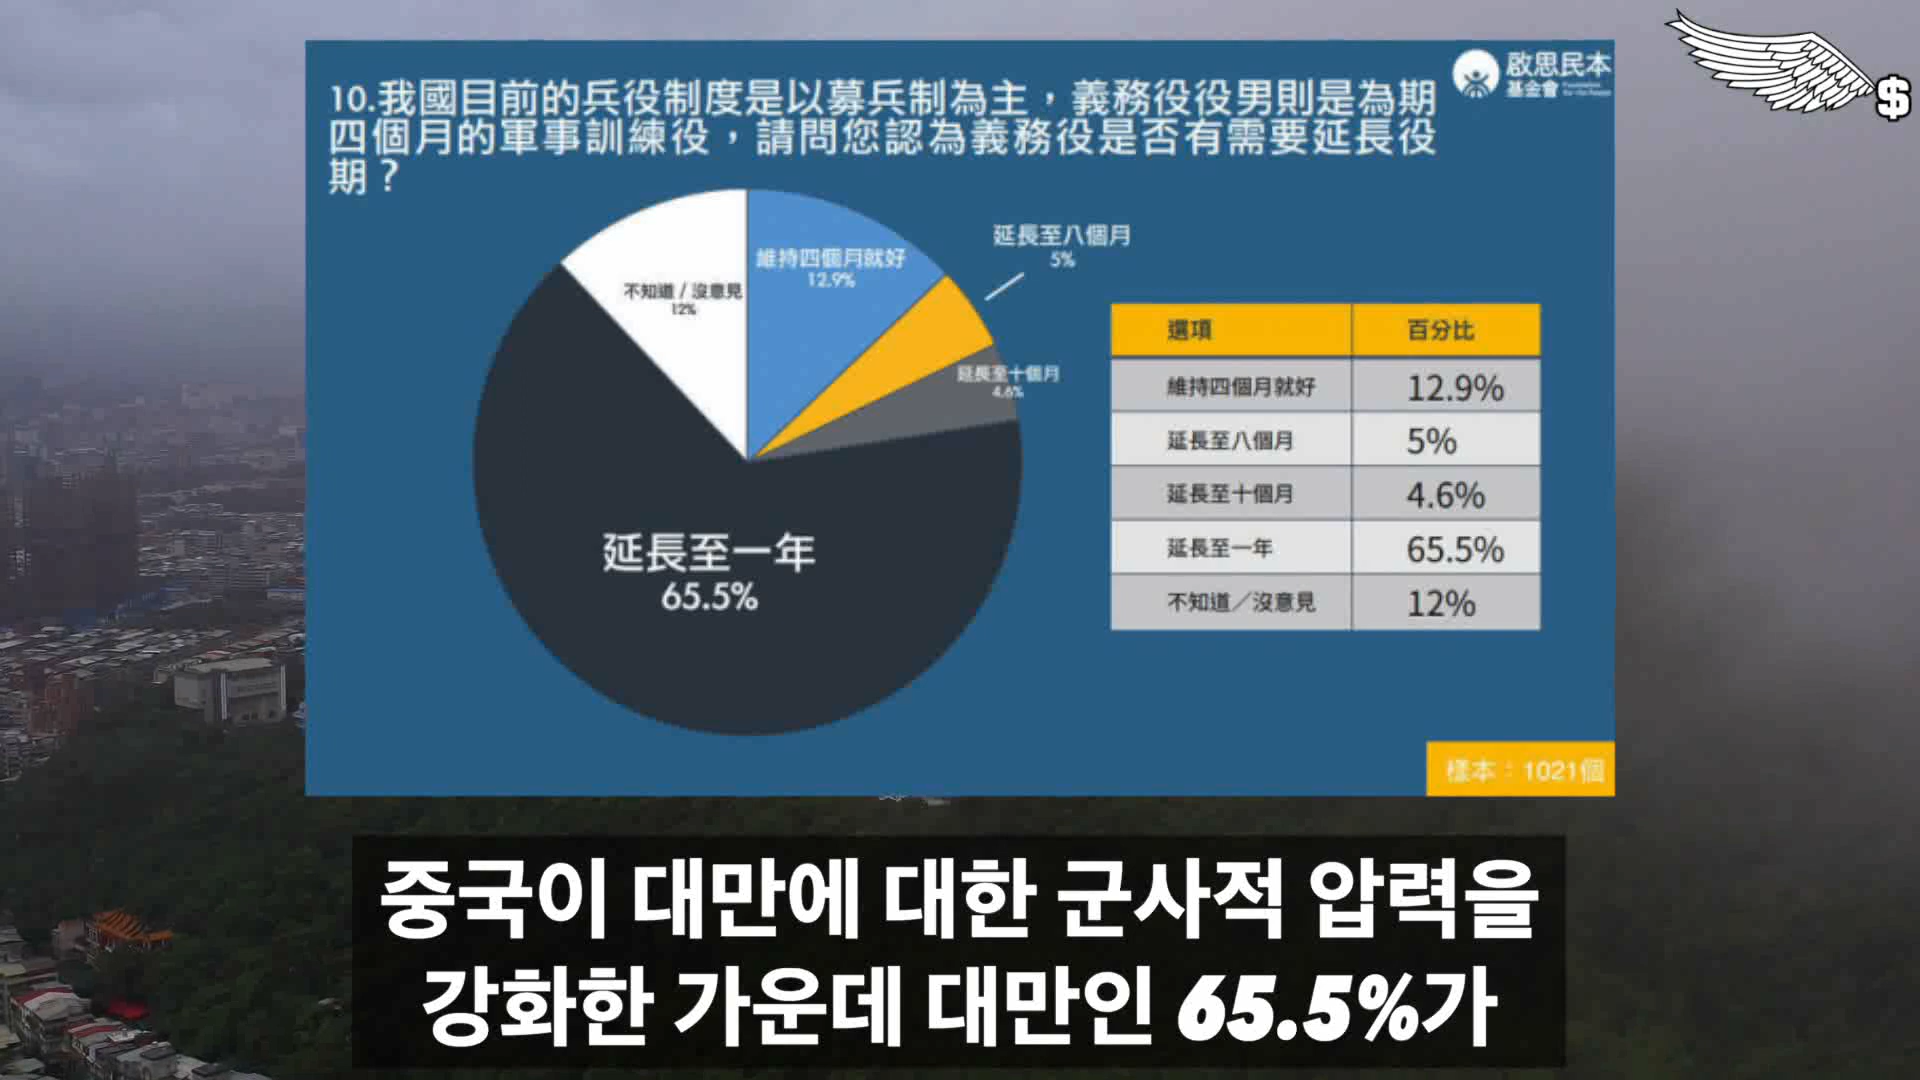 10.我國目前的兵役制度是以募兵制為主，義務役役男則是為期
四個月的軍事訓練役，請問您認為義務役是否有需要延長役
期？
啟思民本
基金會
$
維持四個月就好
12.9%
延長至八個月
5%
延長至十個月
4.6%
延長至一年
65.5%
不知道/沒意見
12%
選項 百分比
維持四個月就好 12.9%
延長至八個月 5%
延長至十個月 4.6%
延長至一年 65.5%
不知道／沒意見 12%
樣本：1021個
중국이 대만에 대한 군사적 압력을
강화한 가운데 대만인 65.5%가